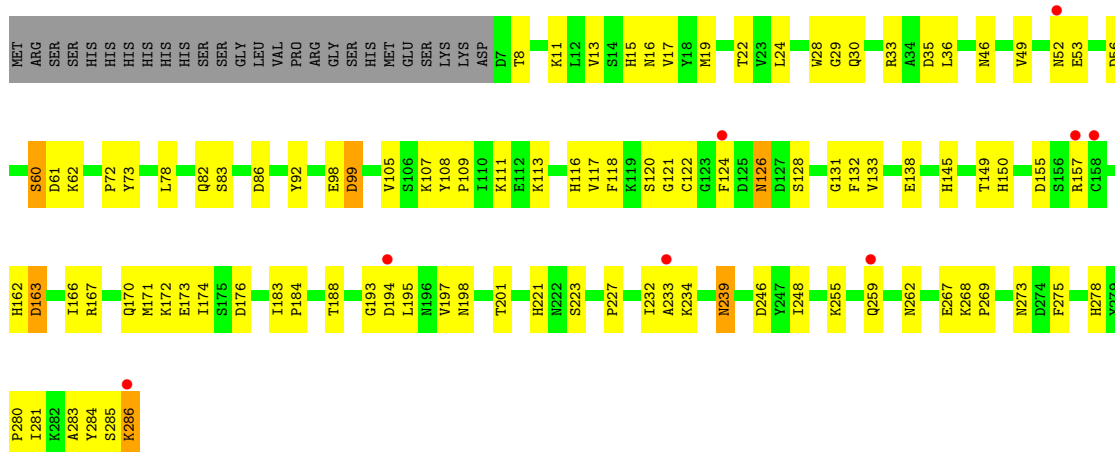 MET ARG SER SER HIS HIS HIS HIS HIS HIS SER SER GLY LEU VAL PRO ARG GLY SER HIS MET GLU SER LYS LYS ASP D7 T8 K11 L12 V13 S14 H15 N16 V17 Y18 M19 T22 V23 L24 W28 G29 Q30 R33 A34 D35 L36 N46 V49 N52 E53 D56
S60 D61 K62 P72 Y73 L78 Q82 S83 D86 Y92 E98 D99 V105 S106 K107 Y108 P109 I110 K111 E112 K113 H116 V117 F118 K119 S120 G121 C122 G123 F124 D125 N126 D127 S128 G131 F132 V133 E138 H145 T149 H150 D155 S156 R157 C158
H162 D163 I166 R167 Q170 M171 K172 E173 I174 S175 D176 I183 P184 T188 G193 D194 L195 N196 V197 N198 T201 H221 N222 S223 P227 I232 A233 K234 N239 D246 Y247 I248 K255 Q259 N262 E267 K268 P269 N273 D274 F275 H278 Y279
P280 I281 K282 A283 Y284 S285 K286